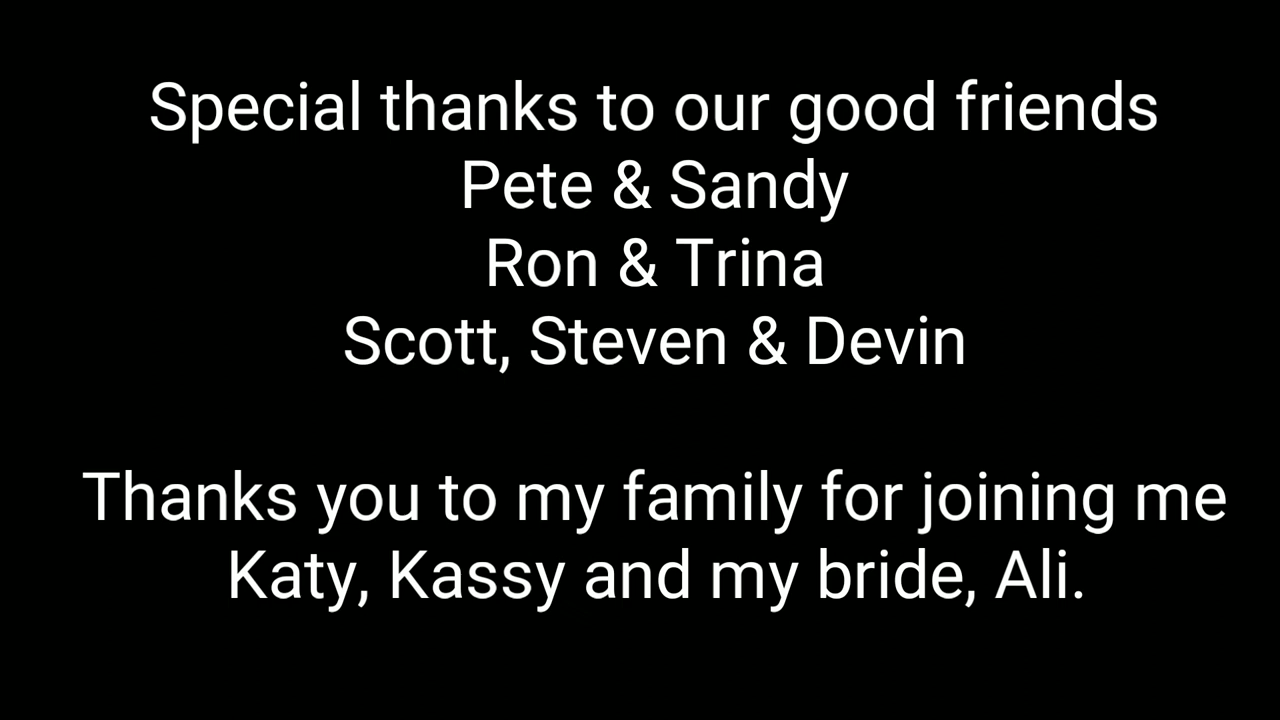 Special thanks to our good friends
Pete & Sandy
Ron & Trina
Scott, Steven & Devin
Thanks you to my family for joining me
Katy, Kassy and my bride, Ali.